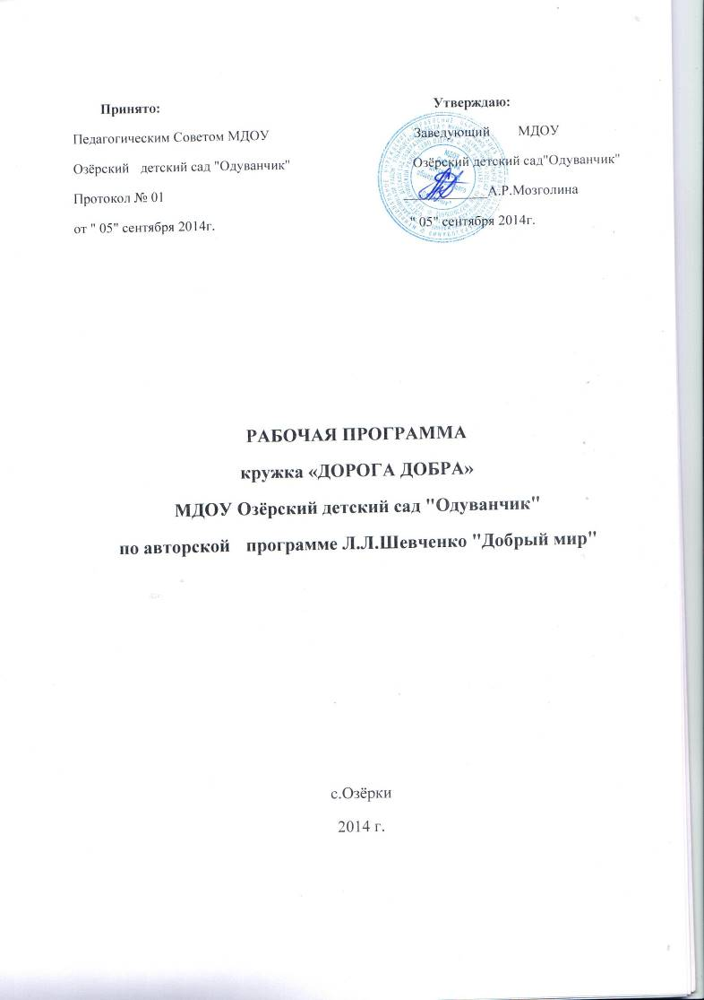 Принято:
Педагогическим Советом МДОУ
Озёрский детский сад "Одуванчик"
Протокол № 01
от " 05" сентября 2014г.
Утверждаю:
Заведующий МДОУ
Озёрский детский сад"Одуванчик"
____________А.Р.Мозголина
" 05" сентября 2014г.
РАБОЧАЯ ПРОГРАММА
кружка «ДОРОГА ДОБРА»
МДОУ Озёрский детский сад "Одуванчик"
по авторской программе Л.Л.Шевченко "Добрый мир"
с.Озёрки
2014 г.